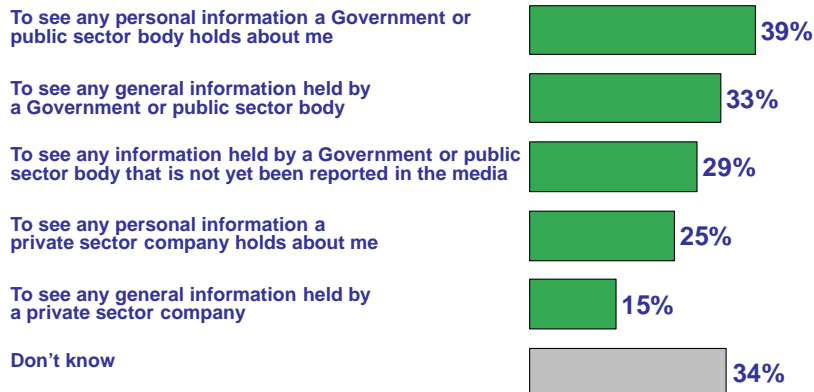 To see any personal information a Government or
public sector body holds about me
39%
To see any general information held by
a Government or public sector body
33%
To see any information held by a Government or public
sector body that is not yet been reported in the media
29%
To see any personal information a
private sector company holds about me
25%
To see any general information held by
a private sector company
15%
Don't know
34%